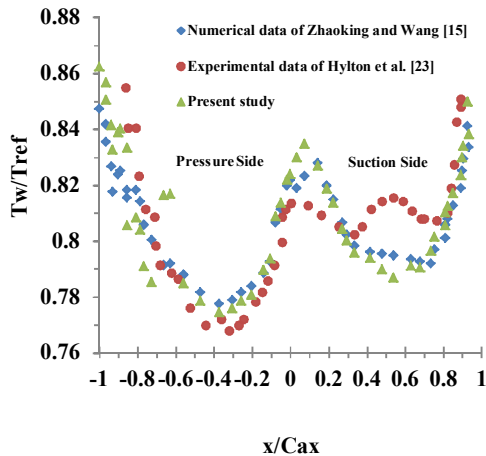 0.88
Numerical data of Zhaoking and Wang [15]
Experimental data of Hylton et al. [23]
0.86
Present study
0.84
Pressure Side
Suction Side
Tw/Tref
0.82
0.8
0.78
0.76
-1 -0.8 -0.6 -0.4 -0.2 0 0.2 0.4 0.6 0.8 1
x/Cax